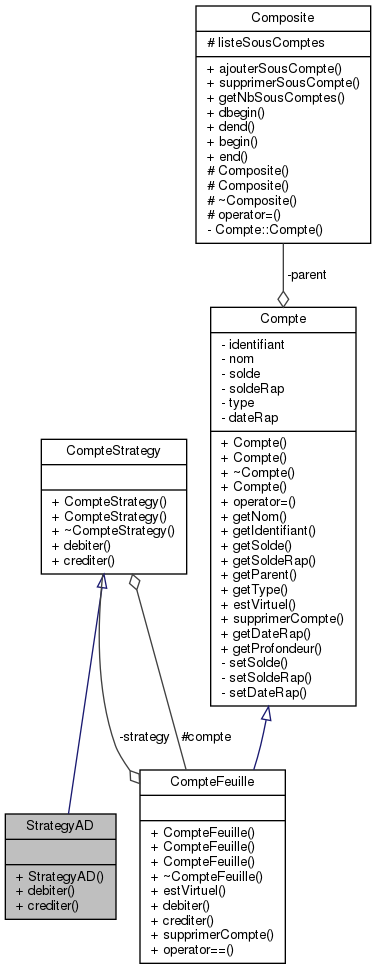 Composite
# listeSousComptes
+ ajouterSousCompte()
+ supprimerSousCompte()
+ getNbSousComptes()
+ dbegin()
+ dend()
+ begin()
+ end()
# Composite()
# Composite()
# ~Composite()
# operator=()
- Compte::Compte()
-parent
Compte
- identifiant
- nom
- solde
- soldeRap
- type
- dateRap
+ Compte()
+ Compte()
+ ~Compte()
+ Compte()
+ operator=()
+ getNom()
+ getIdentifiant()
+ getSolde()
+ getSoldeRap()
+ getParent()
+ getType()
+ estVirtuel()
+ supprimerCompte()
+ getDateRap()
+ getProfondeur()
- setSolde()
- setSoldeRap()
- setDateRap()
CompteStrategy
+ CompteStrategy()
+ CompteStrategy()
+ ~CompteStrategy()
+ debiter()
+ crediter()
-strategy
#compte
CompteFeuille
+ CompteFeuille()
+ CompteFeuille()
+ CompteFeuille()
+ ~CompteFeuille()
+ estVirtuel()
+ debiter()
+ crediter()
+ supprimerCompte()
+ operator==()
StrategyAD
+ StrategyAD()
+ debiter()
+ crediter()